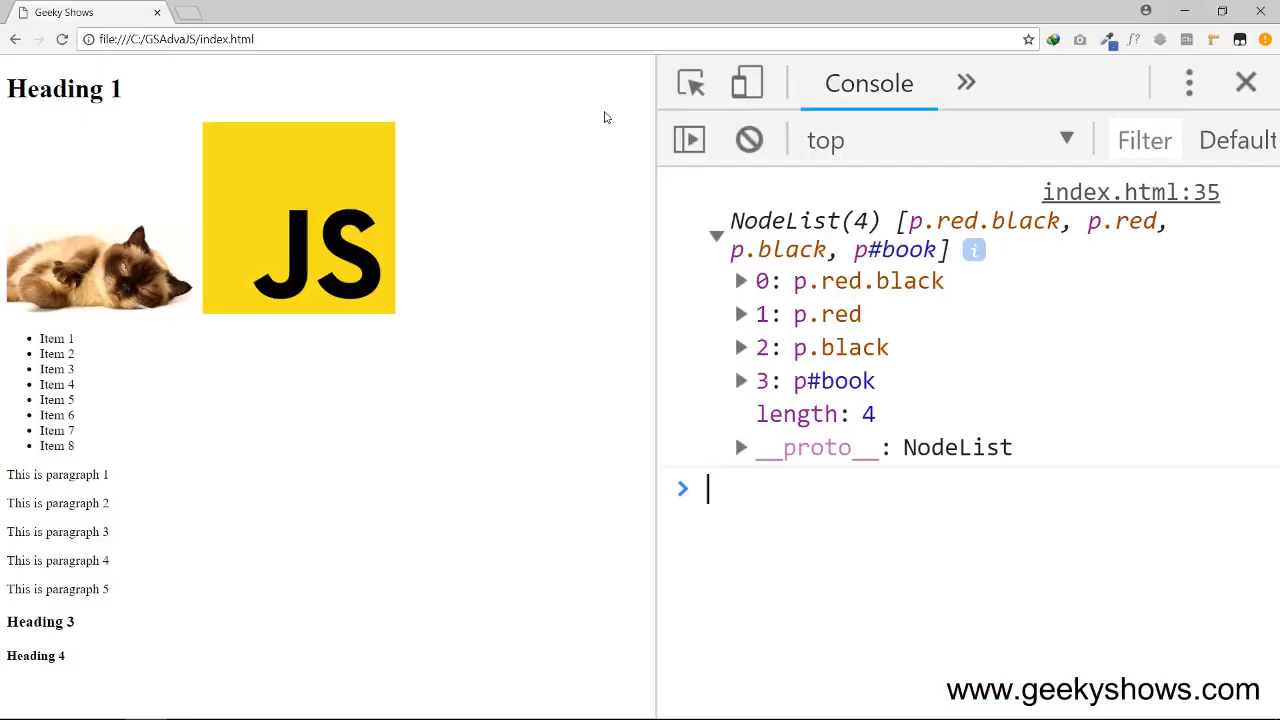 Geeky Shows
file:///C:/GSAdvaJS/index.html
Heading 1
JS
Item 1
Item 2
Item 3
Item 4
Item 5
Item 6
Item 7
Item 8
This is paragraph 1
This is paragraph 2
This is paragraph 3
This is paragraph 4
This is paragraph 5
Heading 3
Heading 4
Console
top
Filter
Default
index.html:35
NodeList(4) [p.red.black, p.red,
p.black, p#book] i
0: p.red.black
1: p.red
2: p.black
3: p#book
length: 4
__proto__: NodeList
www.geekyshows.com